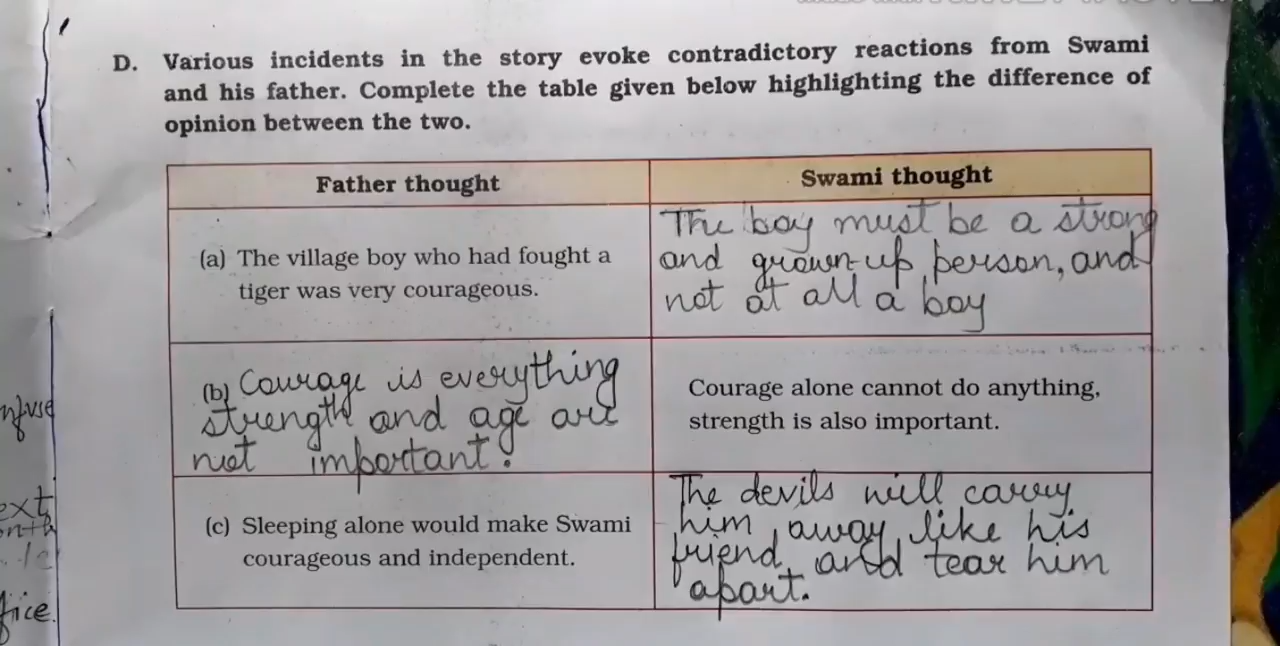 D. Various incidents in the story evoke contradictory reactions from Swami
and his father. Complete the table given below highlighting the difference of
opinion between the two.
Father thought
Swami thought
(a) The village boy who had fought a
tiger was very courageous.
The boy must be a strong
and grown-up person, and
not at all a boy
(b) Courage is everything
strength and age are
not important.
Courage alone cannot do anything,
strength is also important.
(c) Sleeping alone would make Swami
courageous and independent.
The devils will carry
him away like his
friend and tear him
apart.